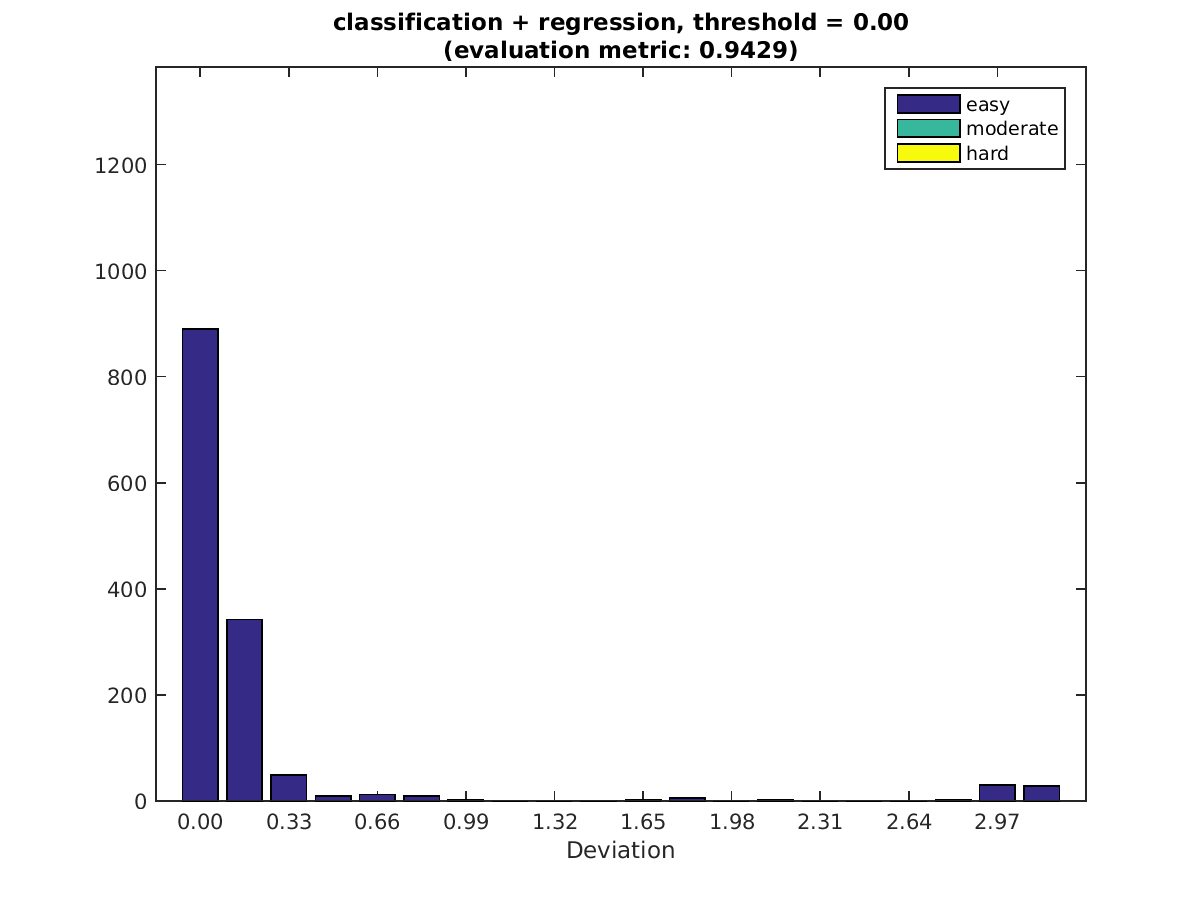 classification + regression, threshold = 0.00
(evaluation metric: 0.9429)
easy
moderate
hard
1200
1000
800
600
400
200
0
0.00 0.33 0.66 0.99 1.32 1.65 1.98 2.31 2.64 2.97
Deviation